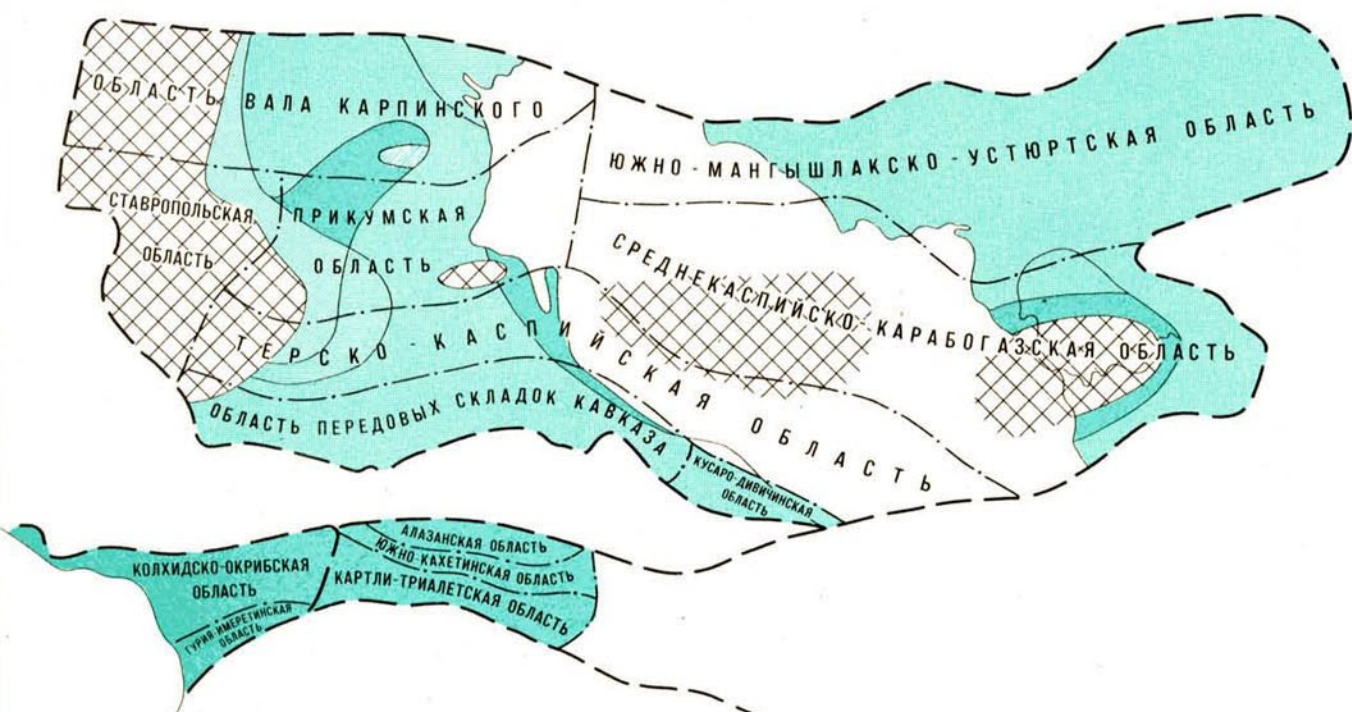 ОБЛАСТЬ ВАЛА КАРПИНСКОГО
ЮЖНО-МАНГЫШЛАКСКО-УСТЮРТСКАЯ ОБЛАСТЬ
СТАВРОПОЛЬСКАЯ
ОБЛАСТЬ
ПРИКУМСКАЯ
ОБЛАСТЬ
СРЕДНЕКАСПИЙСКО-КАРАБОГАЗСКАЯ ОБЛАСТЬ
ТЕРСКО-КАСПИЙСКАЯ ОБЛАСТЬ
ОБЛАСТЬ ПЕРЕДОВЫХ СКЛАДОК КАВКАЗА
КУСАРО-ДИВИЧИНСКАЯ
ОБЛАСТЬ
АЛАЗАНСКАЯ ОБЛАСТЬ
ЮЖНО-КАХЕТИНСКАЯ ОБЛАСТЬ
КАРТЛИ-ТРИАЛЕТСКАЯ ОБЛАСТЬ
КОЛХИДСКО-ОКРИБСКАЯ
ОБЛАСТЬ
ГУРИЯ-ИМЕРЕТИНСКАЯ
ОБЛАСТЬ